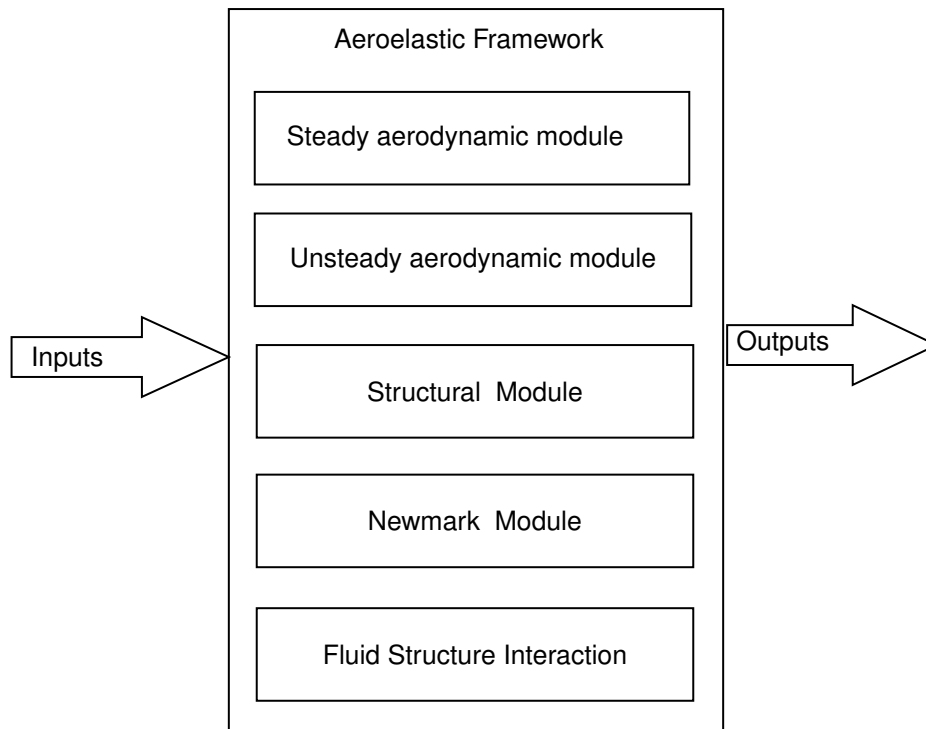 Aeroelastic Framework
Steady aerodynamic module
Unsteady aerodynamic module
Inputs
Outputs
Structural Module
Newmark Module
Fluid Structure Interaction